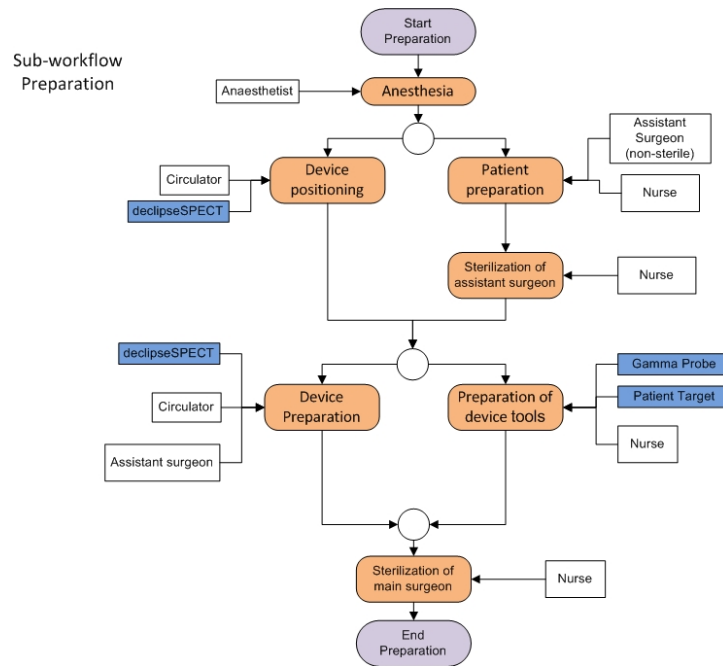 Start
Preparation
Sub-workflow
Preparation
Anaesthetist
Anesthesia
Assistant
Surgeon
(non-sterile)
Circulator
declipseSPECT
Device
positioning
Patient
preparation
Nurse
Sterilization of
assistant surgeon
Nurse
declipseSPECT
Circulator
Assistant surgeon
Device
Preparation
Preparation of
device tools
Gamma Probe
Patient Target
Nurse
Sterilization of
main surgeon
Nurse
End
Preparation